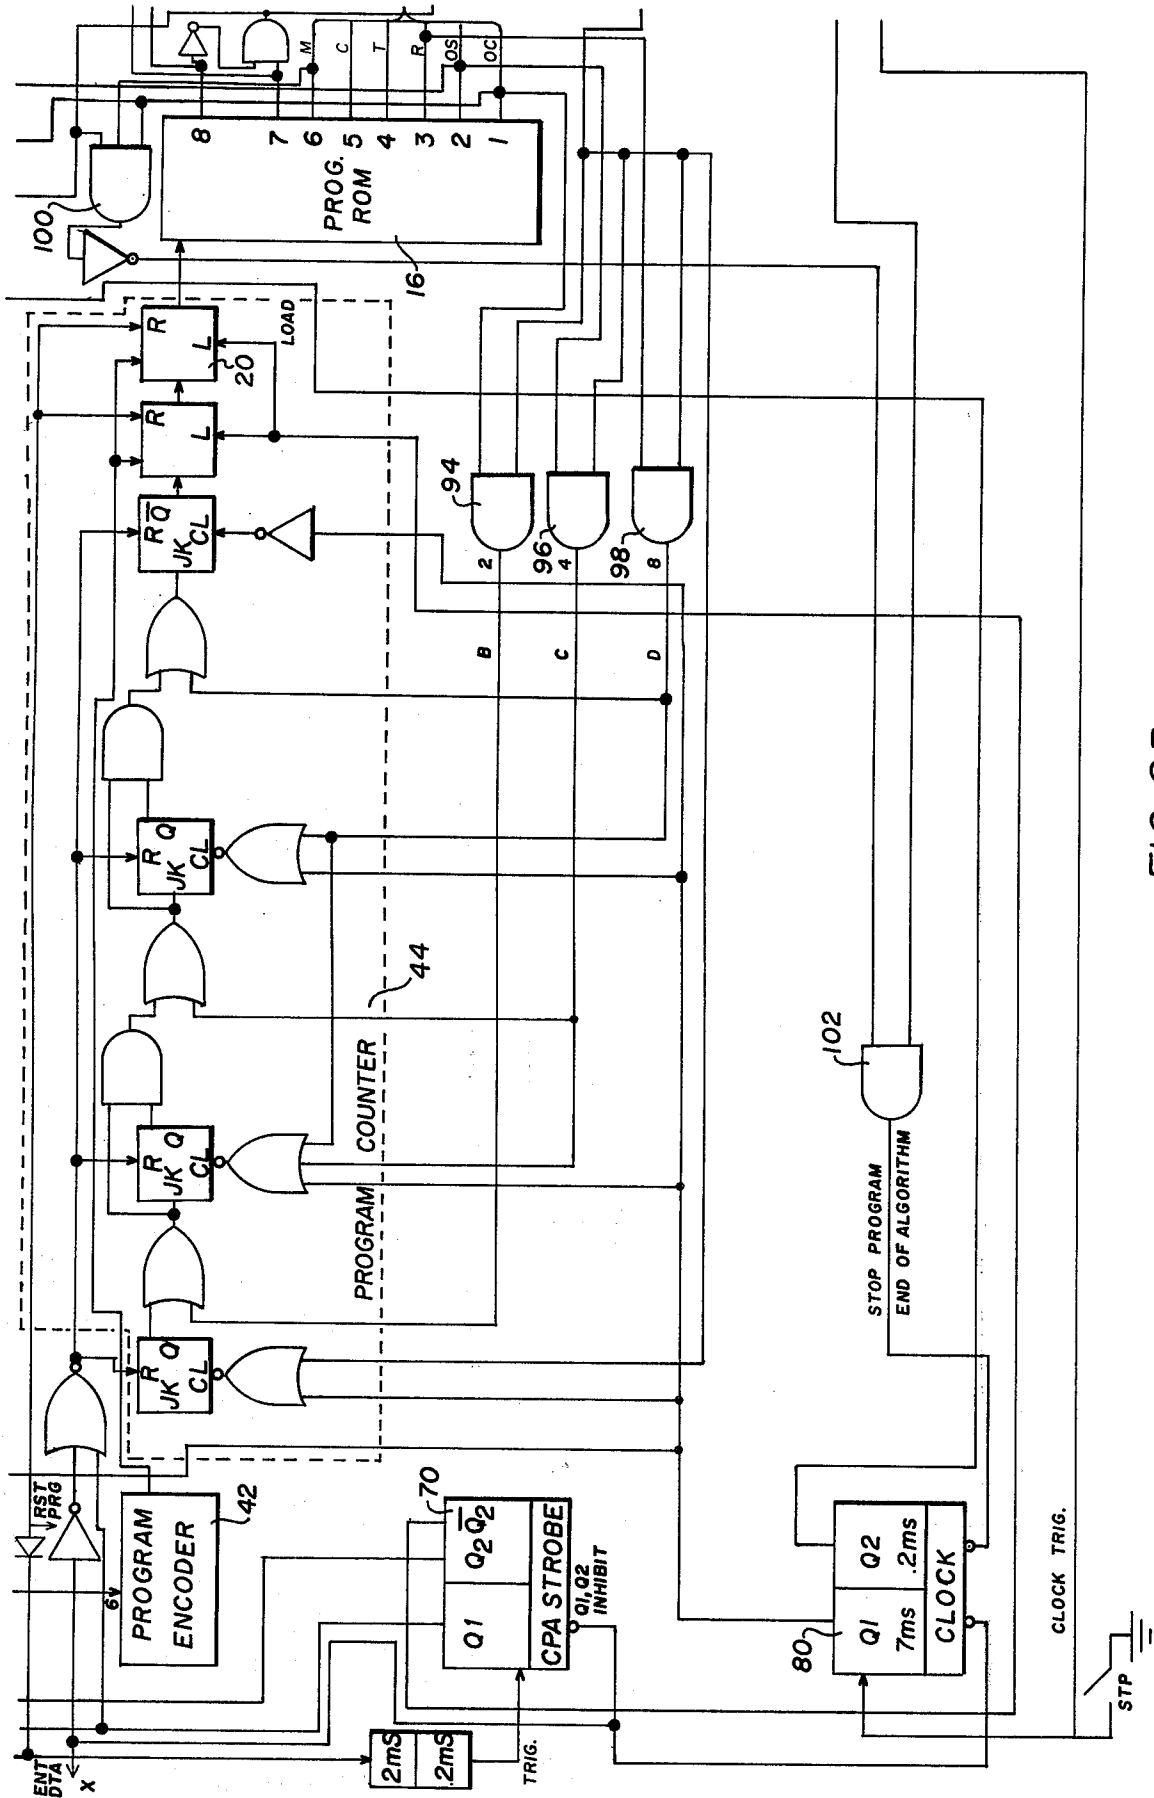 100
M
C
T
R
OS
OC
8
7
6
5
4
3
2
1
PROG.
ROM
16
R
L
20
LOAD
R
L
R Q̅
JK CL
94
96
98
2
4
8
B
C
D
R Q
JK CL
44
R Q
JK CL
PROGRAM COUNTER
R Q
JK CL
102
STOP PROGRAM
END OF ALGORITHM
RST
PRG
6
PROGRAM
ENCODER
42
70
Q1
Q2 Q̅2
CPA STROBE
Q1, Q2
INHIBIT
80
Q1
7ms
Q2
.2ms
CLOCK
CLOCK TRIG.
STP
ENT
DTA
X
2mS
.2mS
TRIG.